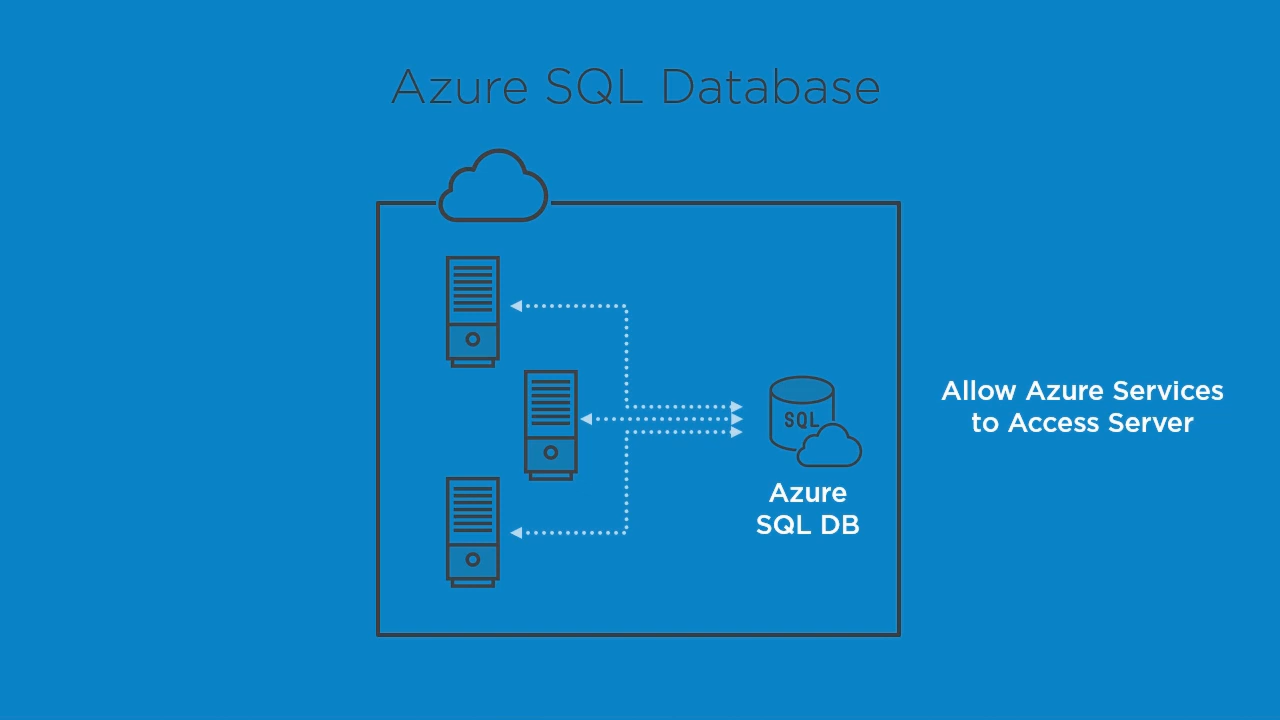 Azure SQL Database
SQL
Azure
SQL DB
Allow Azure Services
to Access Server